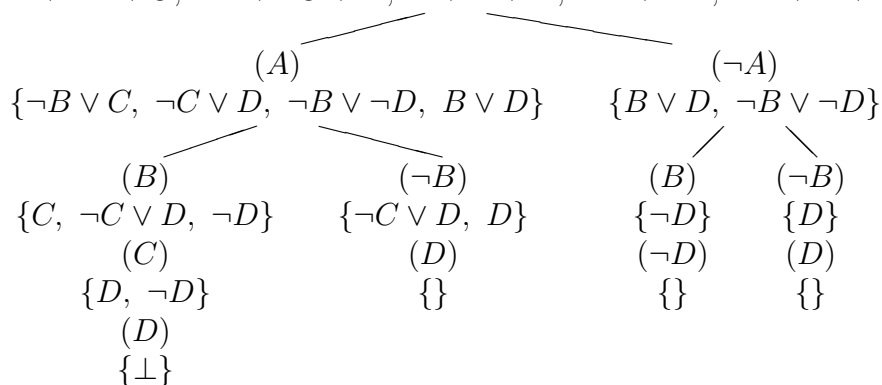 (A) (¬A)
{¬B ∨ C, ¬C ∨ D, ¬B ∨ ¬D, B ∨ D} {B ∨ D, ¬B ∨ ¬D}
(B) (¬B) (B) (¬B)
{C, ¬C ∨ D, ¬D} {¬C ∨ D, D} {¬D} {D}
(C) (D) (¬D) (D)
{D, ¬D} {} {} {}
(D)
{⊥}